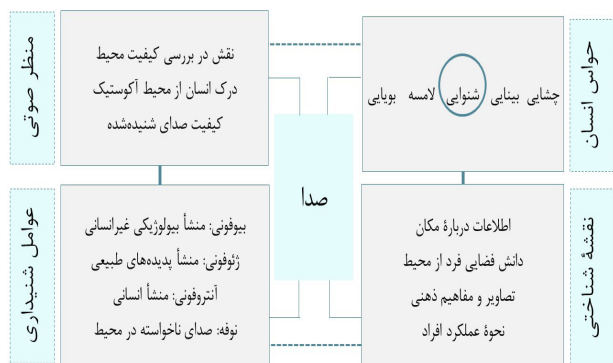 حواس انسان
چشایی بینایی شنوایی لامسه بویایی
منظر صوتی
نقش در بررسی کیفیت محیط
درک انسان از محیط آکوستیک
کیفیت صدای شنیده‌شده
صدا
نقشهٔ شناختی
اطلاعات دربارهٔ مکان
دانش فضایی فرد از محیط
تصاویر و مفاهیم ذهنی
نحوهٔ عملکرد افراد
عوامل شنیداری
بیوفونی: منشأ بیولوژیکی غیرانسانی
ژئوفونی: منشأ پدیده‌های طبیعی
آنتروفونی: منشأ انسانی
نوفه: صدای ناخواسته در محیط